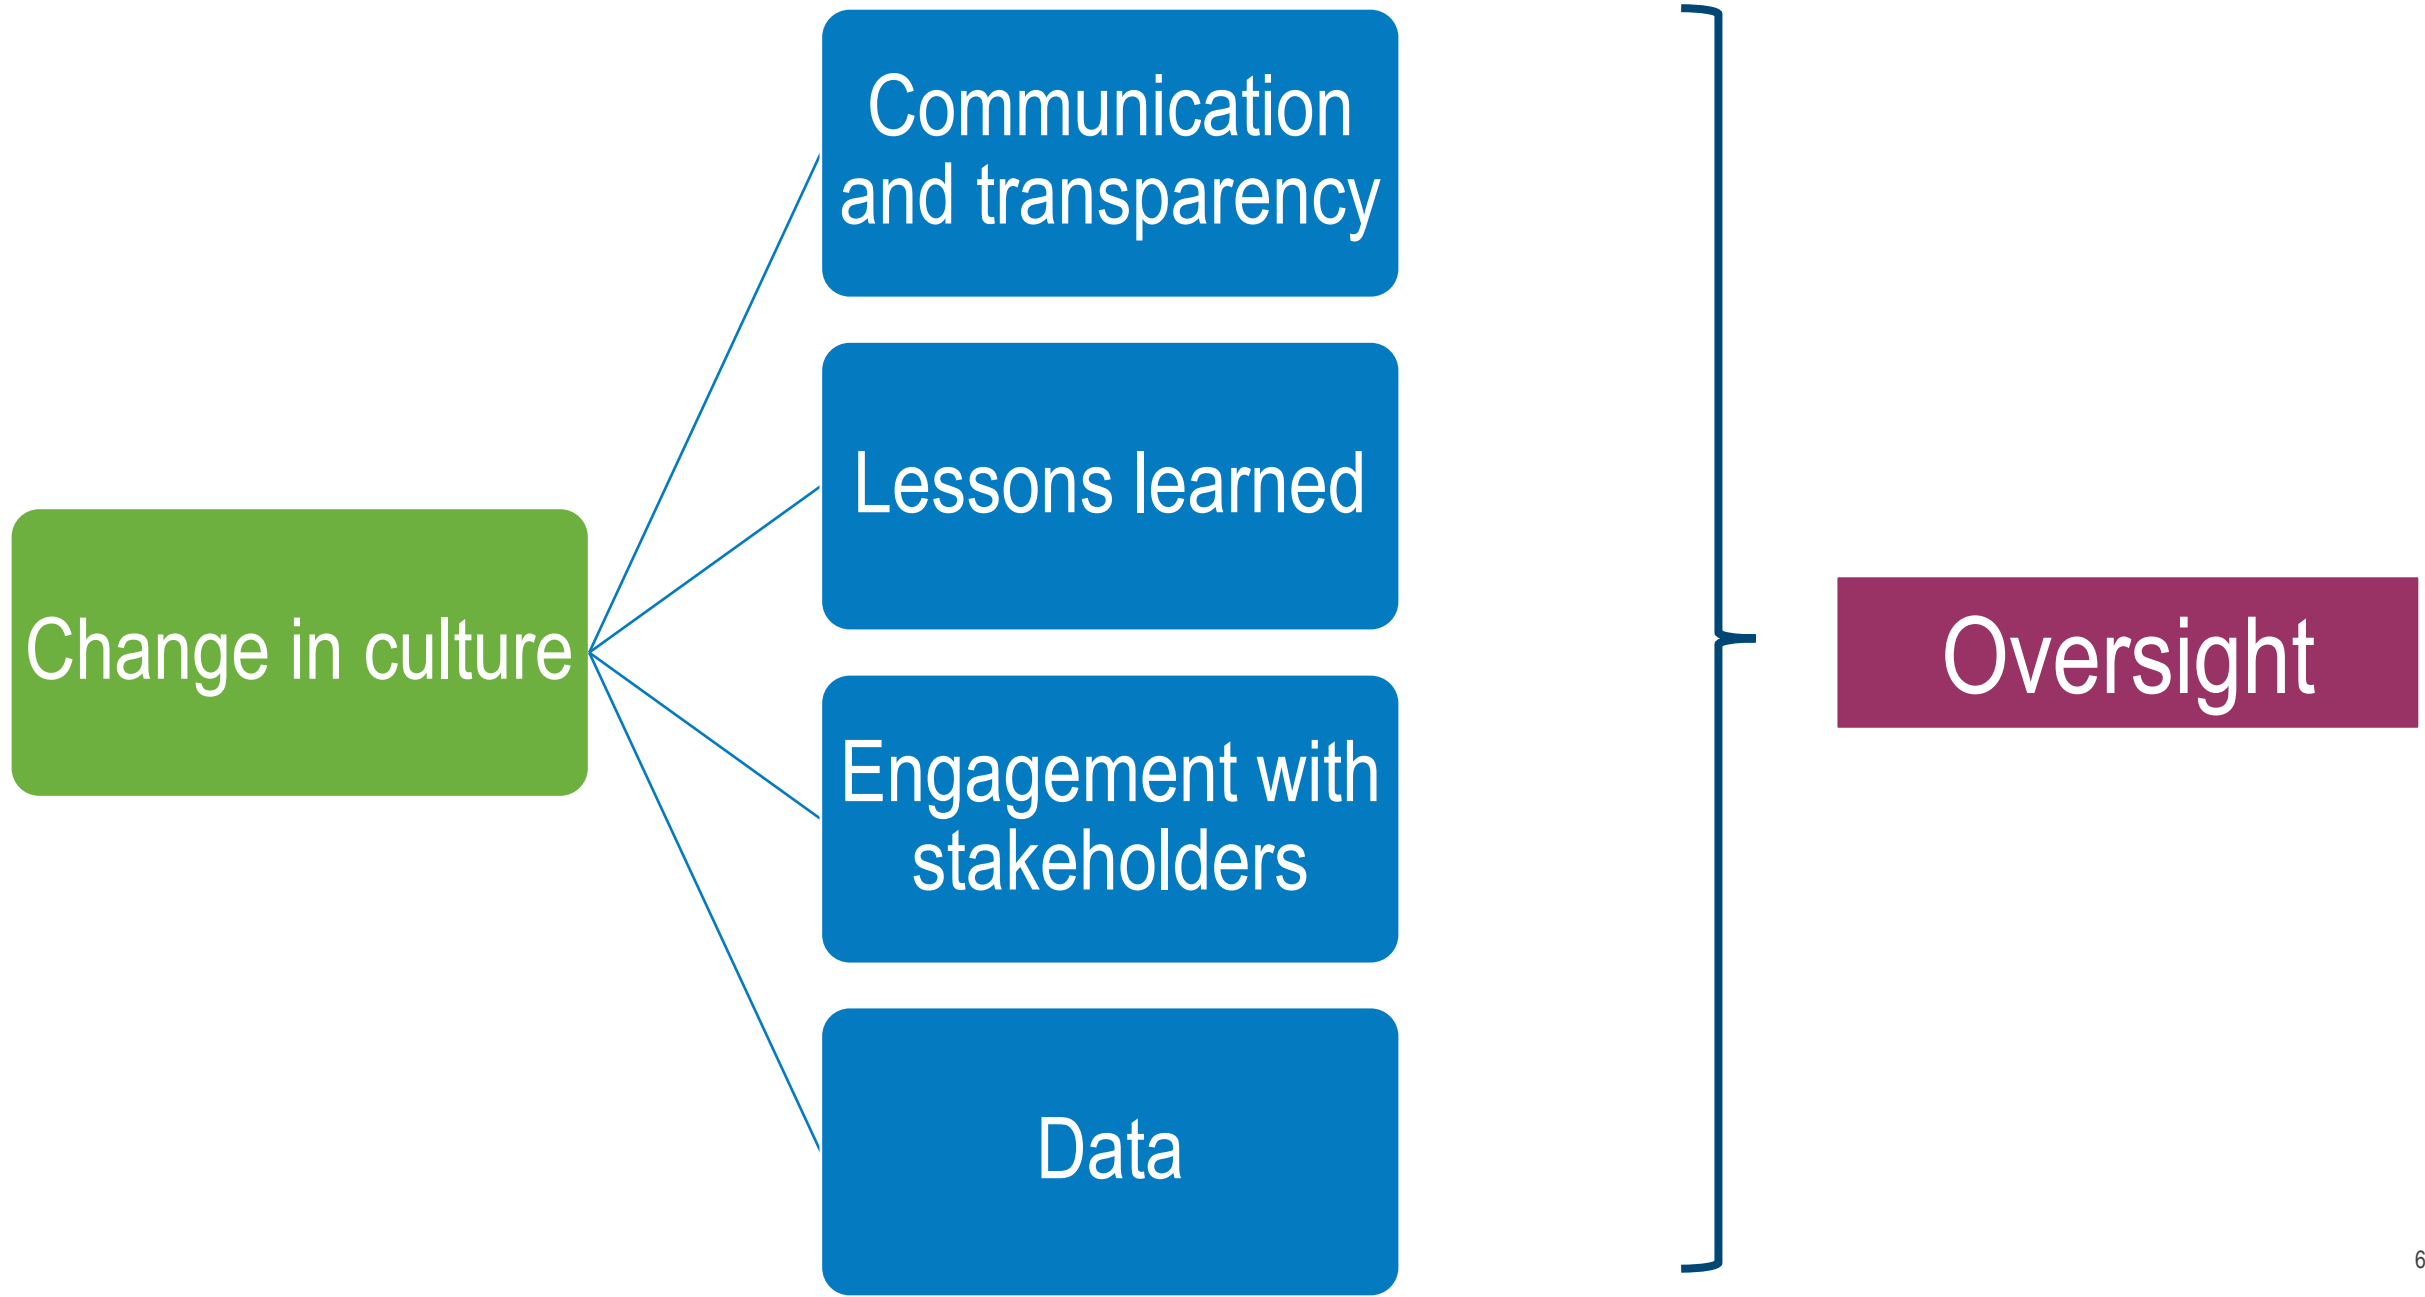 Communication
and transparency
Lessons learned
Change in culture
Engagement with
stakeholders
Data
Oversight
6